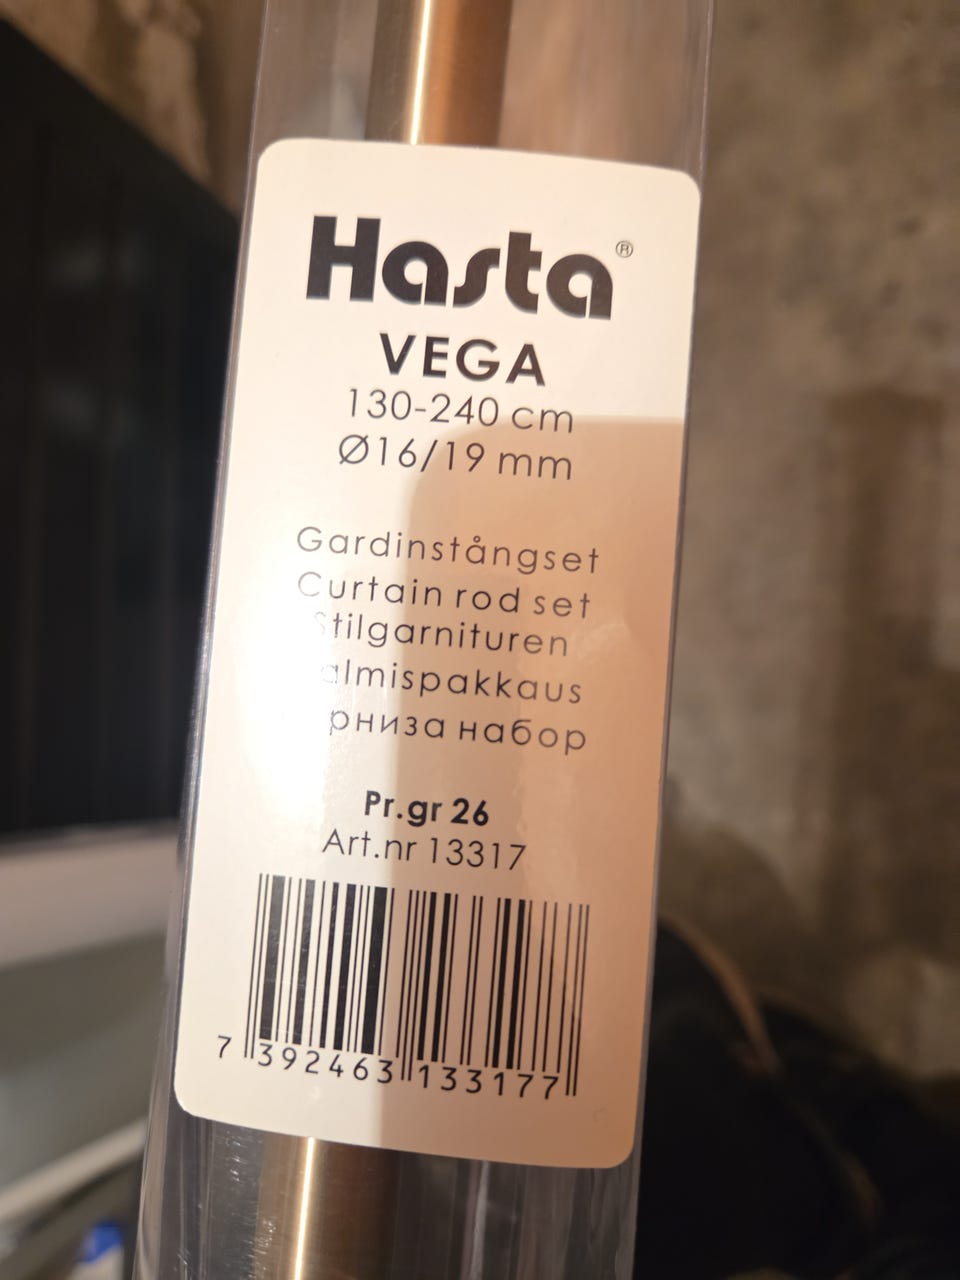 Hasta®
VEGA
130-240 cm
Ø16/19 mm
Gardinstångset
Curtain rod set
Stilgarnituren
almispakkaus
рниза набор
Pr.gr 26
Art.nr 13317
7 392463 133177